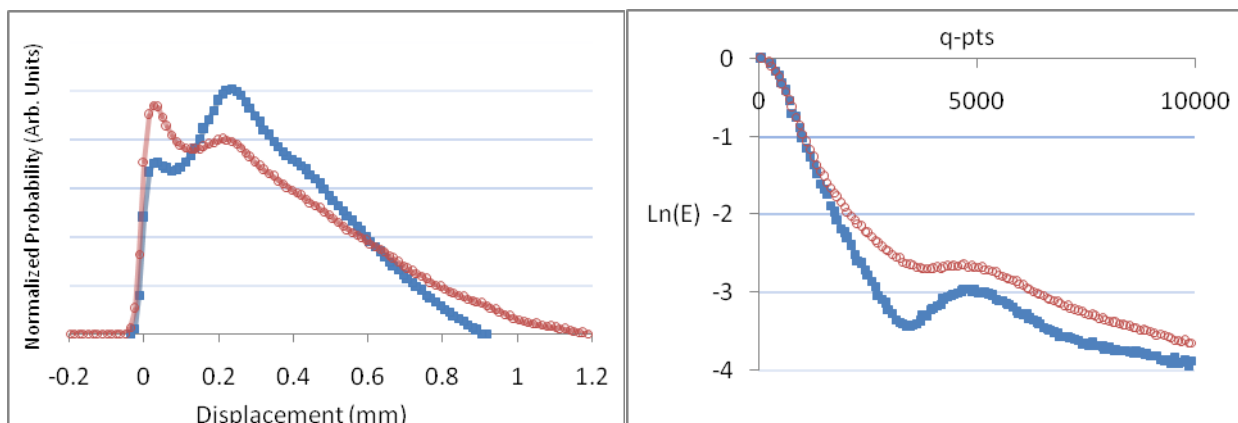 Normalized Probability (Arb. Units)
-0.2 0 0.2 0.4 0.6 0.8 1 1.2
Displacement (mm)
q-pts
0 5000 10000
0
-1
-2
-3
-4
Ln(E)